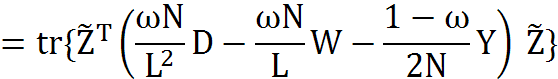 = tr{Z̃ᵀ (ωN/L² D − ωN/L W − (1 − ω)/2N Y) Z̃}